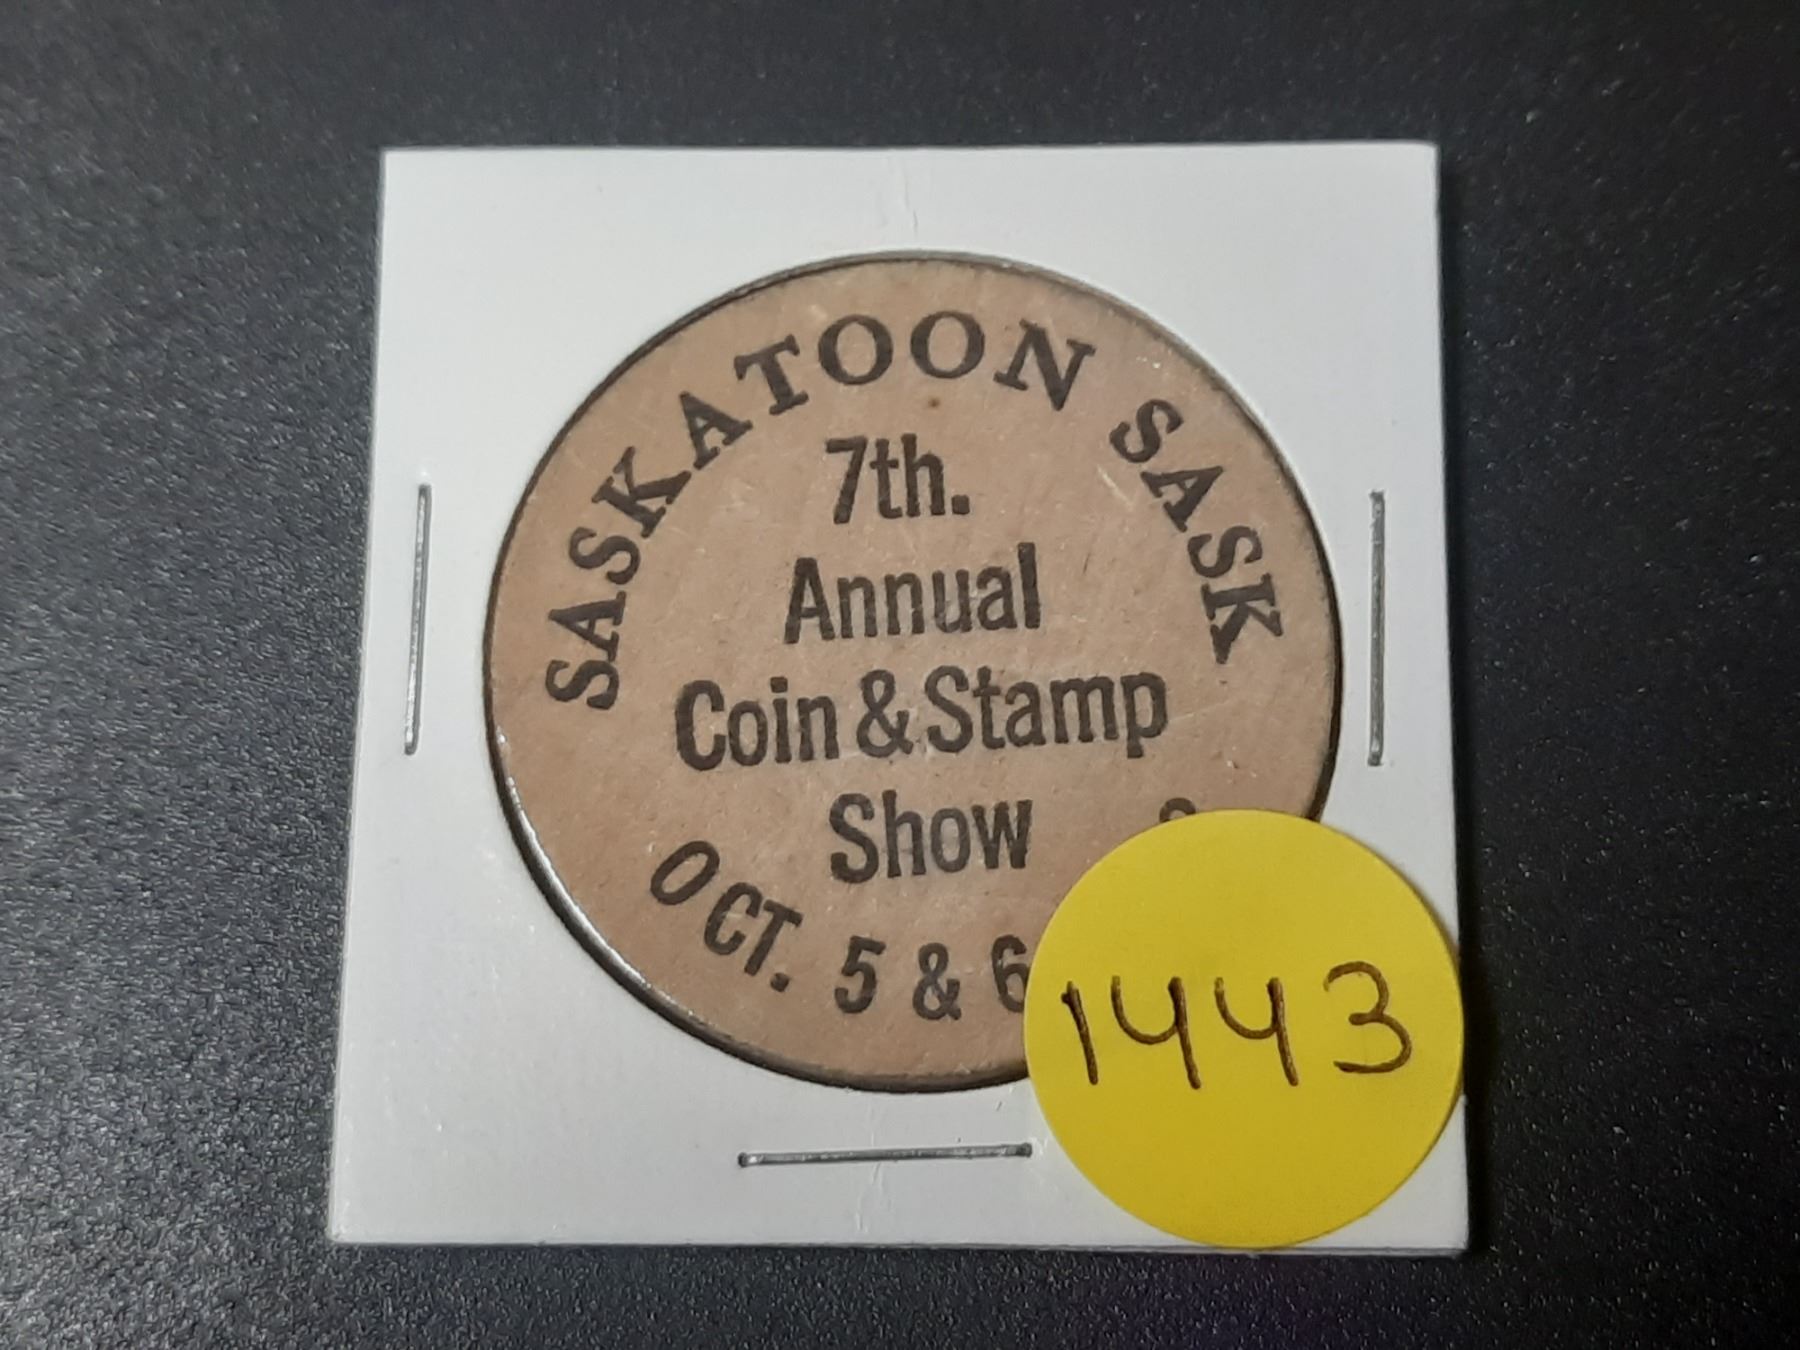 SASKATOON SASK
7th.
Annual
Coin & Stamp
Show
OCT. 5 & 6
1443